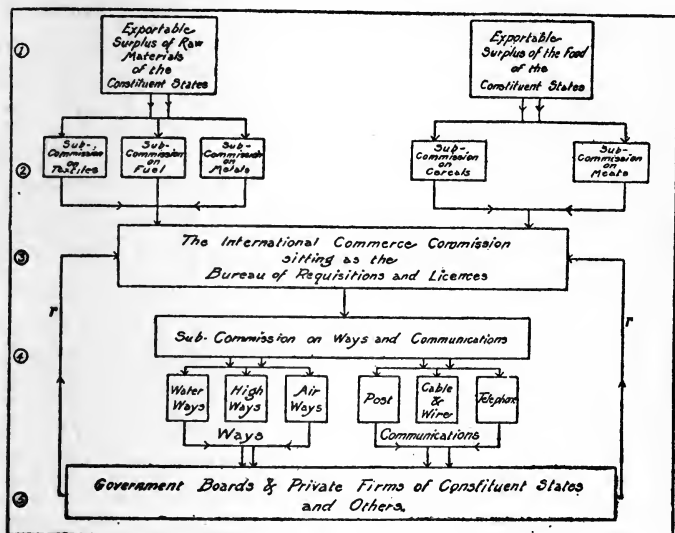 ①
Exportable
Surplus of Raw
Materials
of the
Constituent States
Exportable
Surplus of the Food
of the
Constituent States
②
Sub-
Commission
on
Textiles
Sub-
Commission
on
Fuel
Sub-
Commission
on
Metals
Sub-
Commission
on
Cereals
Sub-
Commission
on
Meats
③
The International Commerce Commission
sitting as the
Bureau of Requisitions and Licences
r
r
④
Sub-Commission on Ways and Communications
Water
Ways
High
Ways
Air
Ways
Post
Cable
&
Wire
Telephone
Ways
Communications
⑤
Government Boards & Private Firms of Constituent States
and Others.